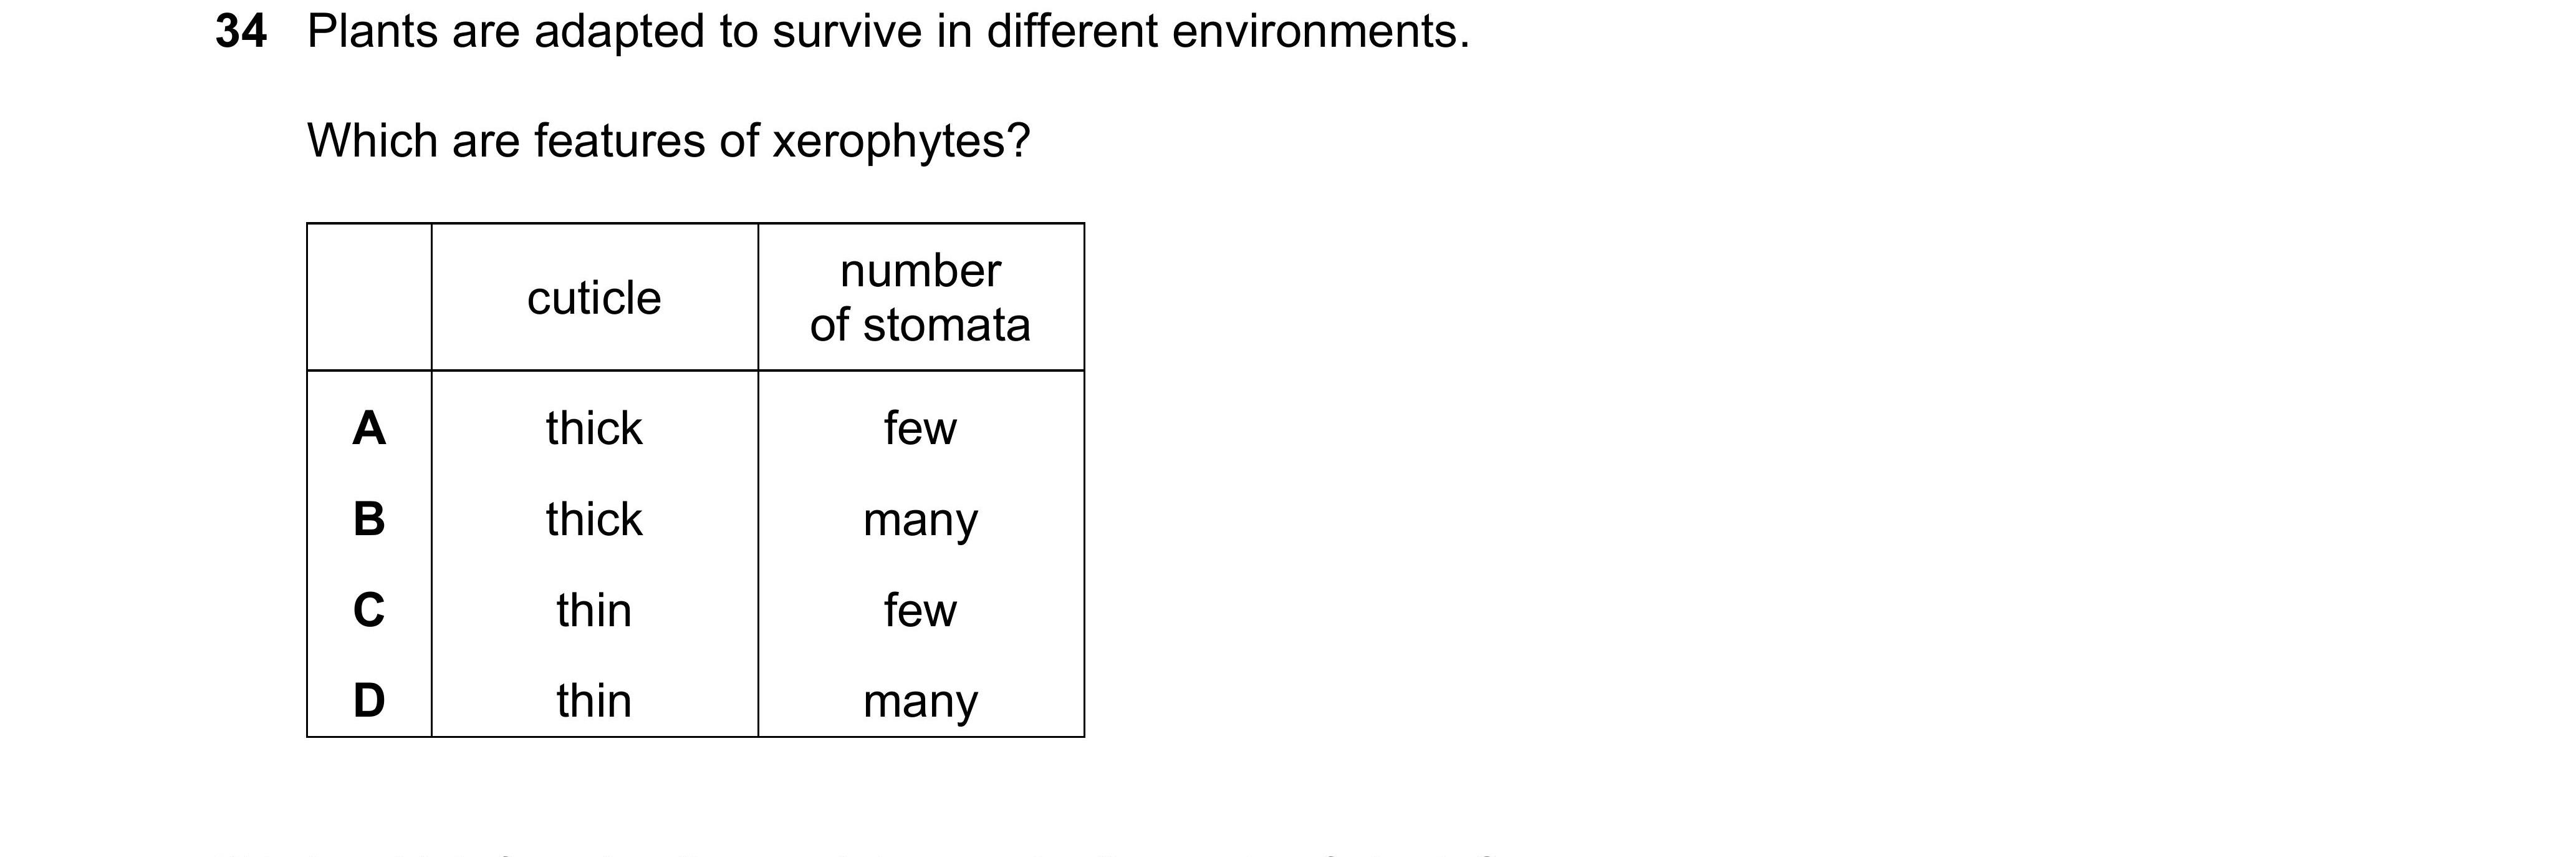 34 Plants are adapted to survive in different environments.
Which are features of xerophytes?
cuticle
number
of stomata
A thick few
B thick many
C thin few
D thin many